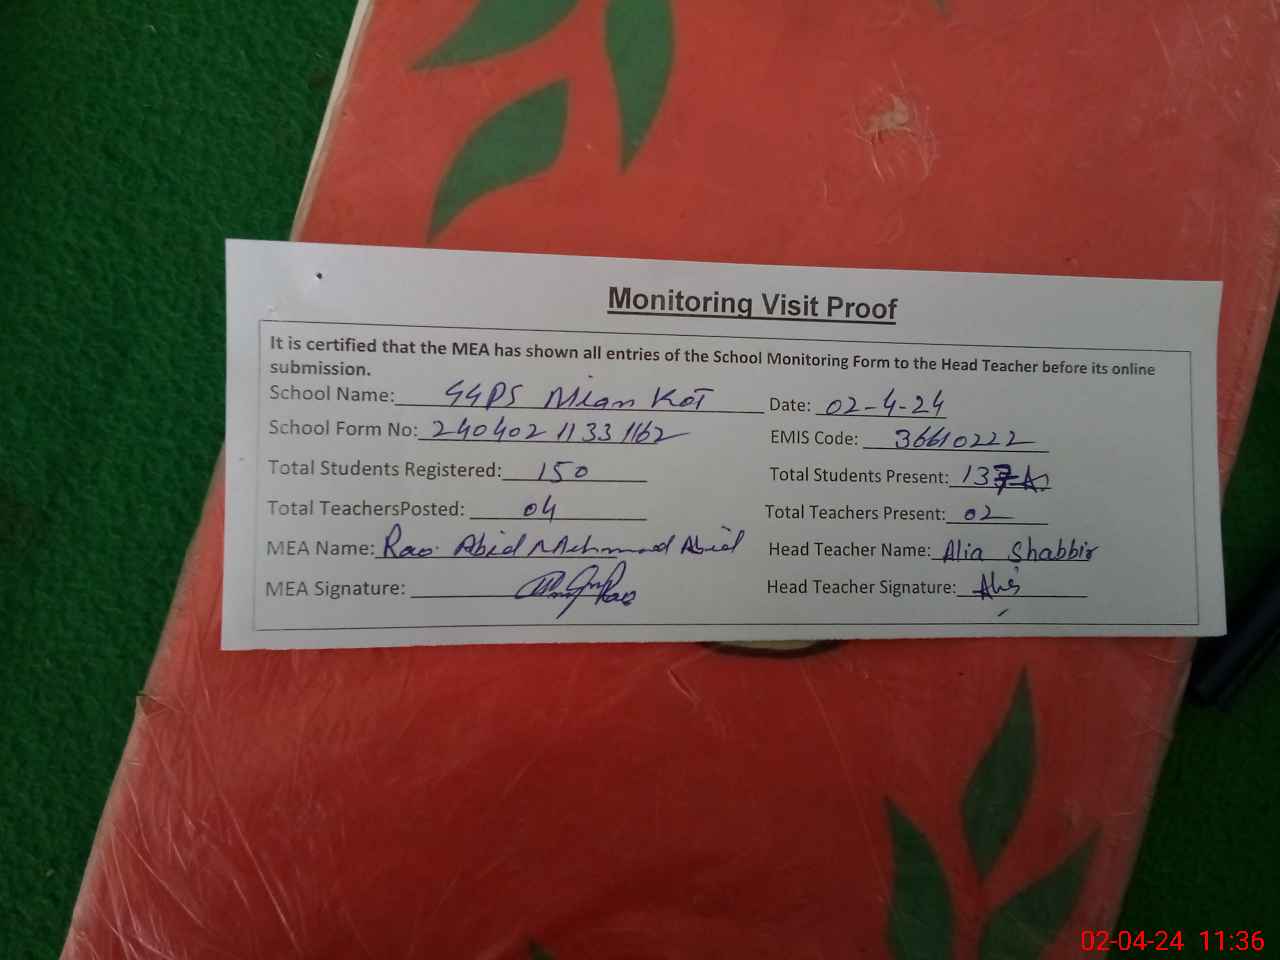 Monitoring Visit Proof
It is certified that the MEA has shown all entries of the School Monitoring Form to the Head Teacher before its online
submission.
School Name: GGPS Mian Kot Date: 02-4-24
School Form No: 240402 1133 1162 EMIS Code: 36610222
Total Students Registered: 150 Total Students Present: 137
Total TeachersPosted: 04 Total Teachers Present: 02
MEA Name: Rao Abid Mehmood Abid Head Teacher Name: Alia Shabbir
MEA Signature: Head Teacher Signature:
02-04-24 11:36